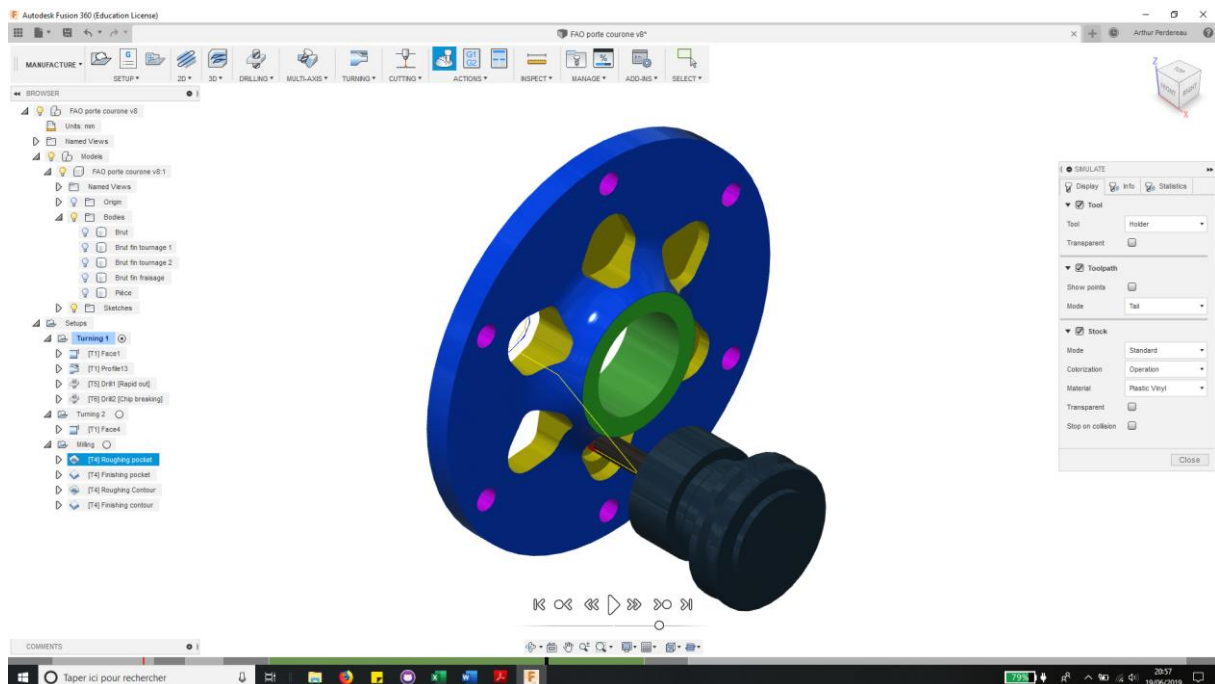 Autodesk Fusion 360 (Education License)
FAO porte courone v8*
Arthur Perdereau
MANUFACTURE
SETUP
2D
3D
DRILLING
MULTI-AXIS
TURNING
CUTTING
ACTIONS
INSPECT
MANAGE
ADD-INS
SELECT
G
G1
G2
BROWSER
FAO porte courone v8
Units: mm
Named Views
Models
FAO porte courone v8:1
Named Views
Origin
Bodies
Brut
Brut fin tournage 1
Brut fin tournage 2
Brut fin fraisage
Pièce
Sketches
Setups
Turning 1
[T1] Face1
[T1] Profile13
[T5] Drill1 [Rapid out]
[T6] Drill2 [Chip breaking]
Turning 2
[T1] Face4
Milling
[T4] Roughing pocket
[T4] Finishing pocket
[T4] Roughing Contour
[T4] Finishing contour
Z
TOP
FRONT
RIGHT
X
SIMULATE
Display
Info
Statistics
Tool
Tool Holder
Transparent
Toolpath
Show points
Mode Tail
Stock
Mode Standard
Colorization Operation
Material Plastic Vinyl
Transparent
Stop on collision
Close
COMMENTS
Taper ici pour rechercher
79%
20:57
19/06/2019